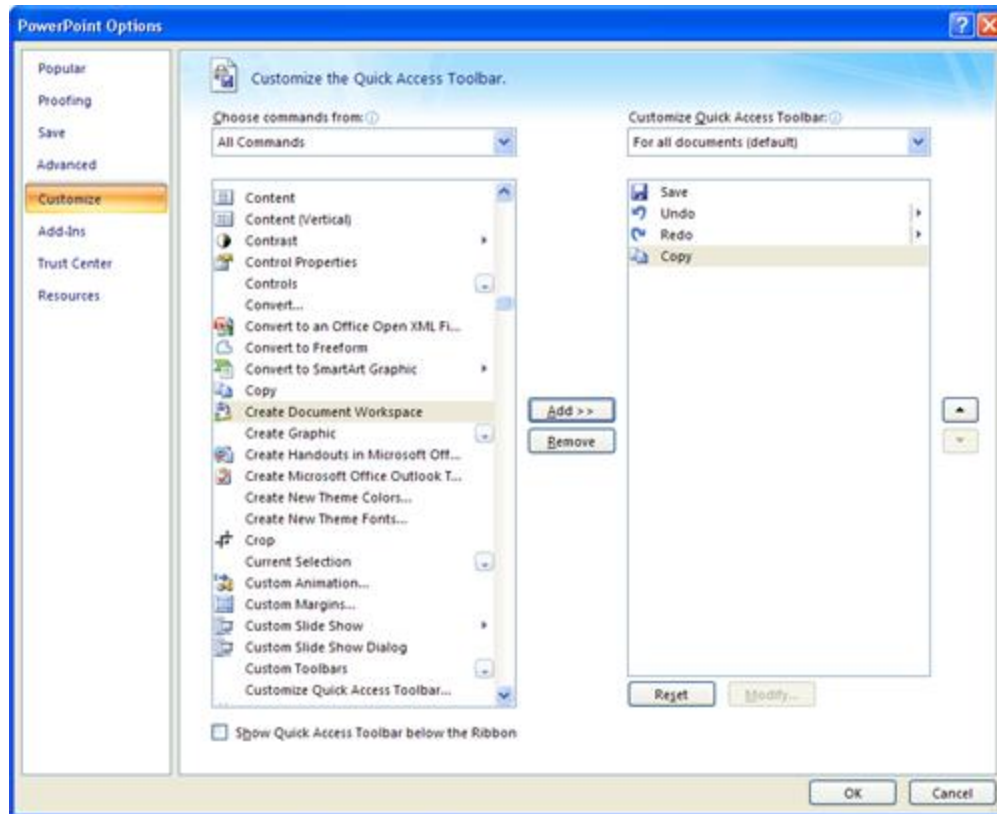 PowerPoint Options
Popular
Proofing
Save
Advanced
Customize
Add-Ins
Trust Center
Resources
Customize the Quick Access Toolbar.
Choose commands from:
All Commands
Content
Content (Vertical)
Contrast
Control Properties
Controls
Convert...
Convert to an Office Open XML Fi...
Convert to Freeform
Convert to SmartArt Graphic
Copy
Create Document Workspace
Create Graphic
Create Handouts in Microsoft Off...
Create Microsoft Office Outlook T...
Create New Theme Colors...
Create New Theme Fonts...
Crop
Current Selection
Custom Animation...
Custom Margins...
Custom Slide Show
Custom Slide Show Dialog
Custom Toolbars
Customize Quick Access Toolbar...
Show Quick Access Toolbar below the Ribbon
Add >>
Remove
Customize Quick Access Toolbar:
For all documents (default)
Save
Undo
Redo
Copy
Reset
Modify...
OK
Cancel